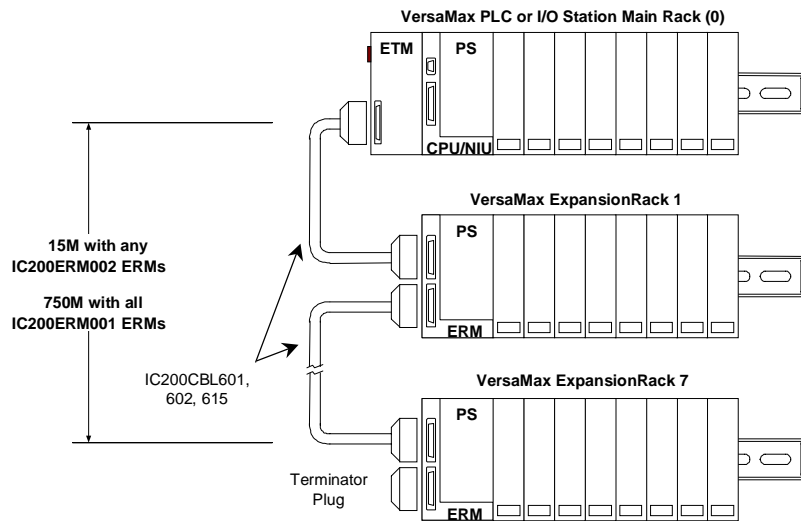 VersaMax PLC or I/O Station Main Rack (0)
ETM
PS
CPU/NIU
VersaMax ExpansionRack 1
PS
15M with any
IC200ERM002 ERMs
750M with all
IC200ERM001 ERMs
ERM
IC200CBL601,
602, 615
VersaMax ExpansionRack 7
PS
Terminator
Plug
ERM